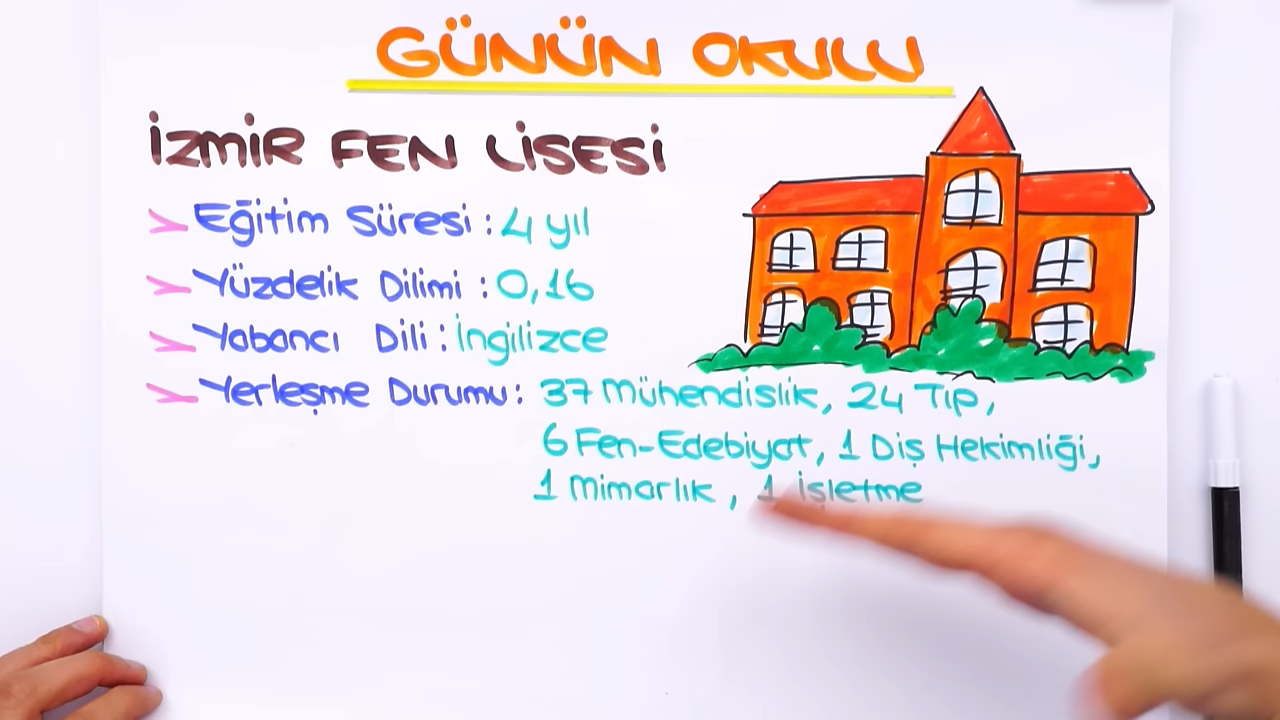 GÜNÜN OKULU
İZMİR FEN LİSESİ
Eğitim Süresi : 4 yıl
Yüzdelik Dilimi : 0,16
Yabancı Dili : İngilizce
Yerleşme Durumu : 37 Mühendislik, 24 Tıp,
6 Fen-Edebiyat, 1 Diş Hekimliği,
1 Mimarlık, 1 İşletme